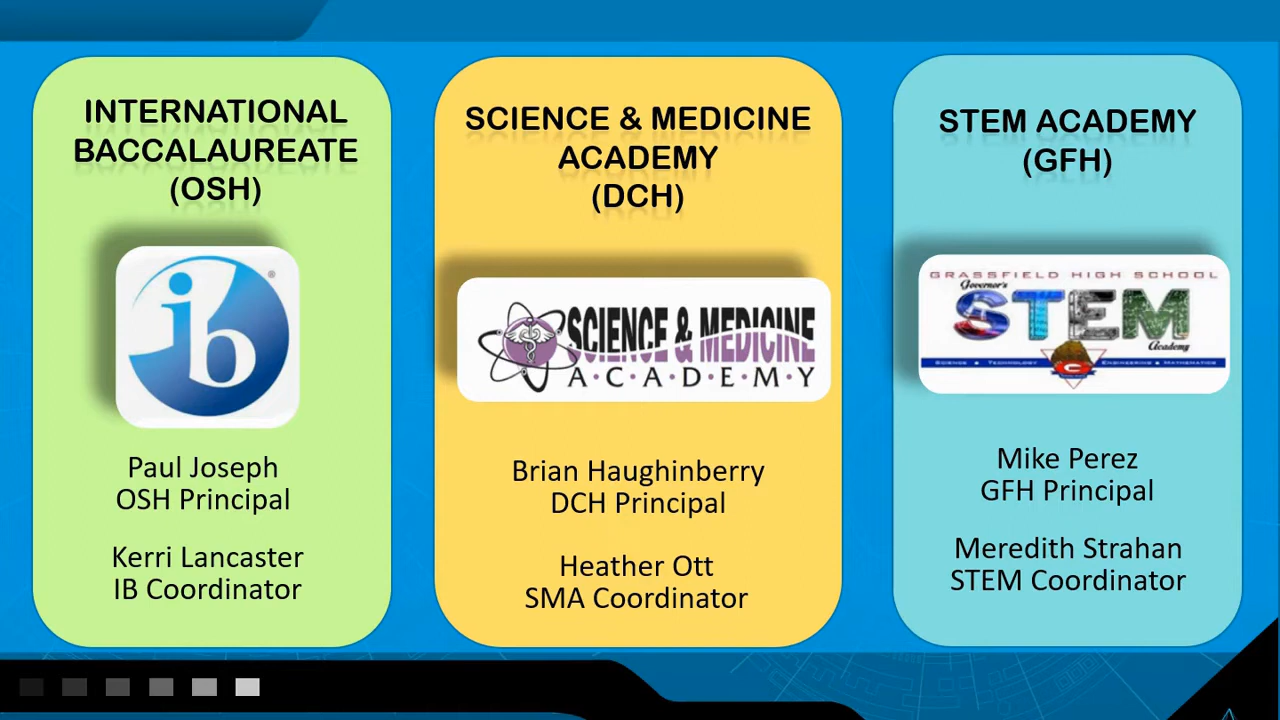 INTERNATIONAL
BACCALAUREATE
(OSH)
ib
®
Paul Joseph
OSH Principal
Kerri Lancaster
IB Coordinator
SCIENCE & MEDICINE
ACADEMY
(DCH)
SCIENCE & MEDICINE
A·C·A·D·E·M·Y
Brian Haughinberry
DCH Principal
Heather Ott
SMA Coordinator
STEM ACADEMY
(GFH)
GRASSFIELD HIGH SCHOOL
Governor's
STEM
Academy
SCIENCE ★ TECHNOLOGY ENGINEERING ★ MATHEMATICS
Mike Perez
GFH Principal
Meredith Strahan
STEM Coordinator